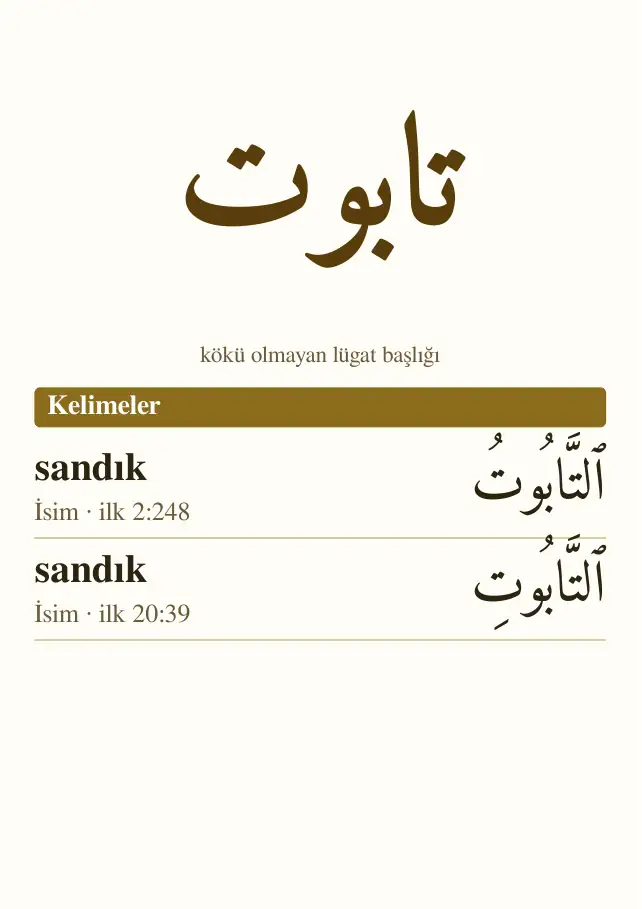 تابوت
kökü olmayan lügat başlığı
Kelimeler
sandık ٱلتَّابُوتُ
İsim · ilk 2:248
sandık ٱلتَّابُوتِ
İsim · ilk 20:39